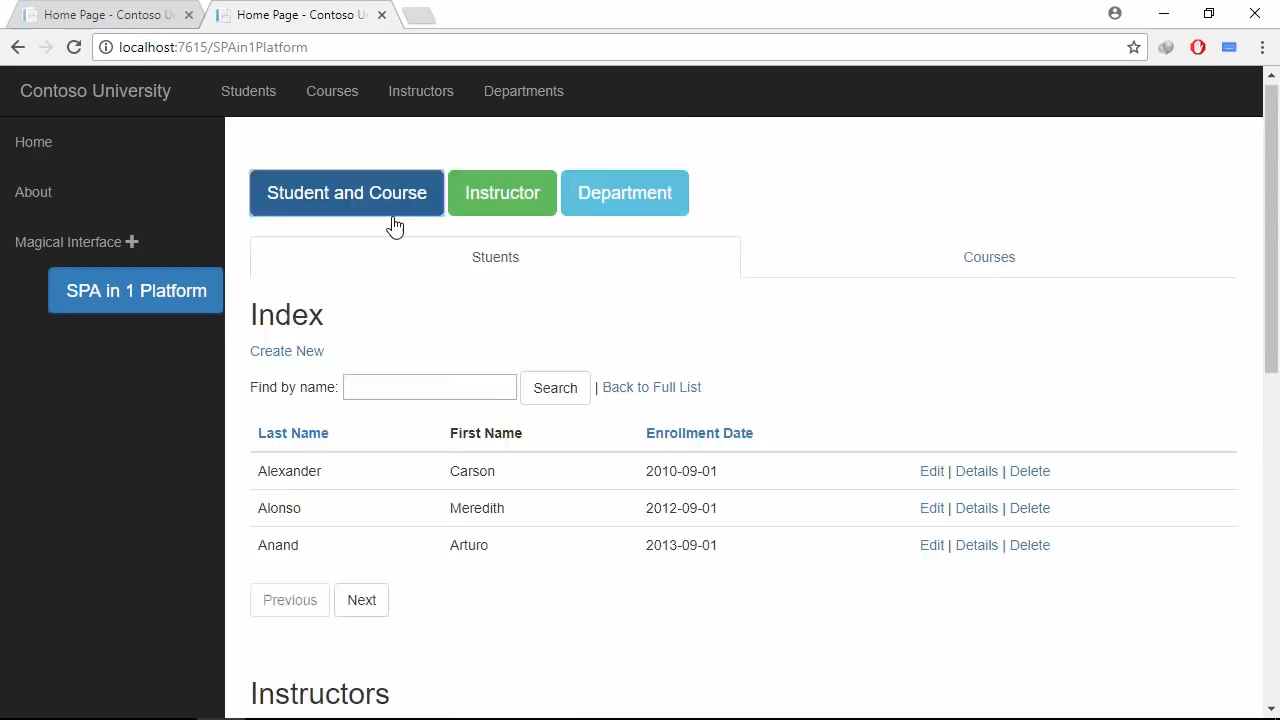 Home Page - Contoso U
Home Page - Contoso U
localhost:7615/SPAin1Platform
Contoso University Students Courses Instructors Departments
Home
About
Magical Interface
SPA in 1 Platform
Student and Course Instructor Department
Stuents Courses
Index
Create New
Find by name: Search | Back to Full List
Last Name First Name Enrollment Date
Alexander Carson 2010-09-01 Edit | Details | Delete
Alonso Meredith 2012-09-01 Edit | Details | Delete
Anand Arturo 2013-09-01 Edit | Details | Delete
Previous Next
Instructors